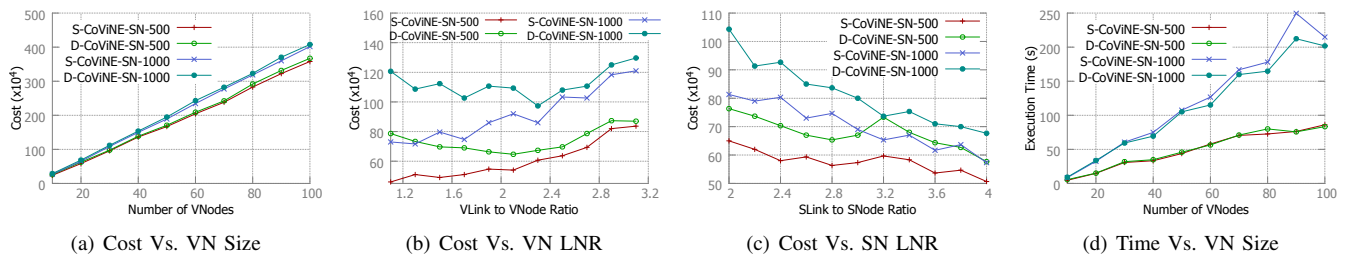 S-CoViNE-SN-500
D-CoViNE-SN-500
S-CoViNE-SN-1000
D-CoViNE-SN-1000
Cost (x10⁴)
500
400
300
200
100
0
20 40 60 80 100
Number of VNodes
(a) Cost Vs. VN Size
S-CoViNE-SN-500 S-CoViNE-SN-1000
D-CoViNE-SN-500 D-CoViNE-SN-1000
Cost (x10⁴)
160
140
120
100
80
60
1.2 1.6 2 2.4 2.8 3.2
VLink to VNode Ratio
(b) Cost Vs. VN LNR
S-CoViNE-SN-500
D-CoViNE-SN-500
S-CoViNE-SN-1000
D-CoViNE-SN-1000
Cost (x10⁴)
110
100
90
80
70
60
50
2 2.4 2.8 3.2 3.6 4
SLink to SNode Ratio
(c) Cost Vs. SN LNR
S-CoViNE-SN-500
D-CoViNE-SN-500
S-CoViNE-SN-1000
D-CoViNE-SN-1000
Execution Time (s)
250
200
150
100
50
0
20 40 60 80 100
Number of VNodes
(d) Time Vs. VN Size